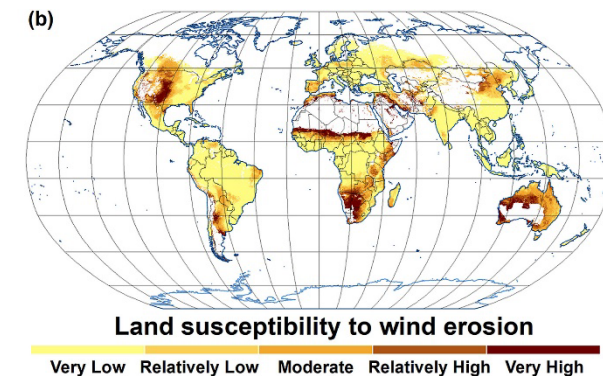 (b)
Land susceptibility to wind erosion
Very Low Relatively Low Moderate Relatively High Very High